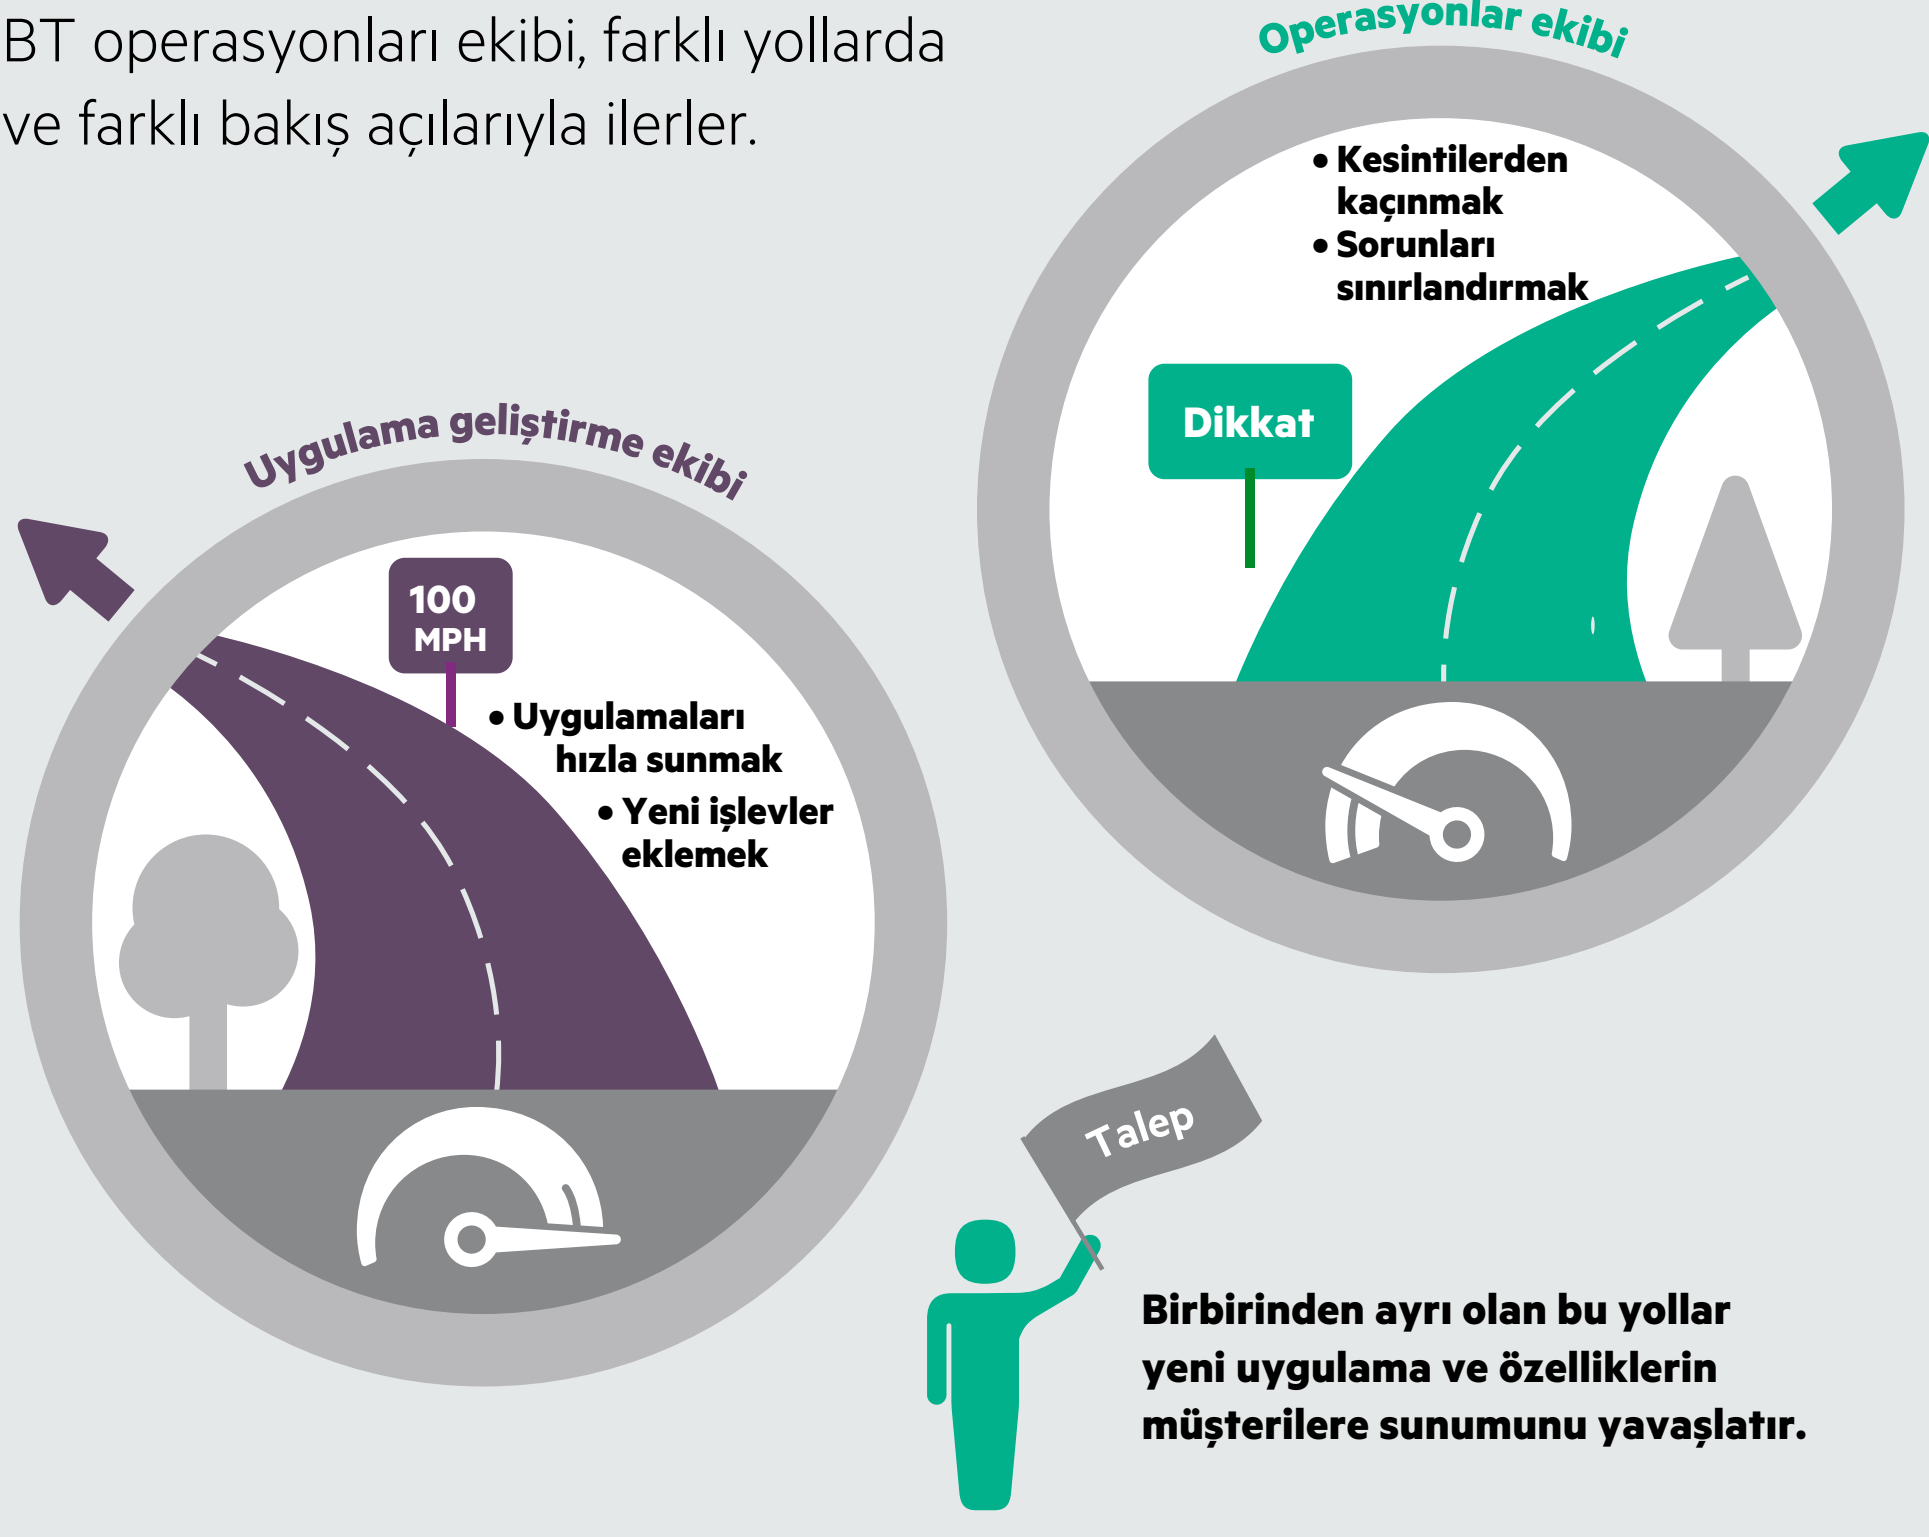 BT operasyonları ekibi, farklı yollarda
ve farklı bakış açılarıyla ilerler.
Operasyonlar ekibi
• Kesintilerden
kaçınmak
• Sorunları
sınırlandırmak
Dikkat
Uygulama geliştirme ekibi
100
MPH
• Uygulamaları
hızla sunmak
• Yeni işlevler
eklemek
Talep
Birbirinden ayrı olan bu yollar
yeni uygulama ve özelliklerin
müşterilere sunumunu yavaşlatır.